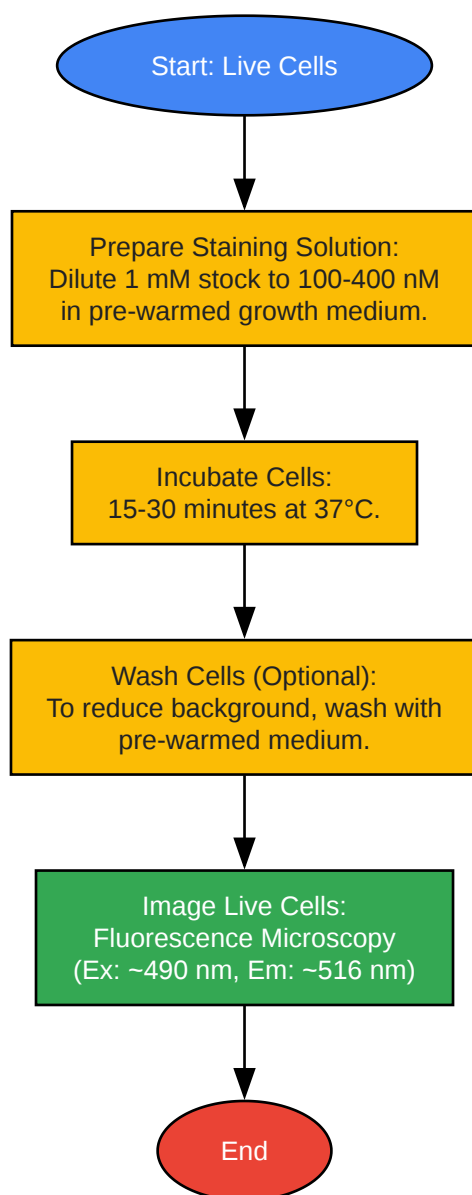 Start: Live Cells
Prepare Staining Solution:
Dilute 1 mM stock to 100-400 nM
in pre-warmed growth medium.
Incubate Cells:
15-30 minutes at 37°C.
Wash Cells (Optional):
To reduce background, wash with
pre-warmed medium.
Image Live Cells:
Fluorescence Microscopy
(Ex: ~490 nm, Em: ~516 nm)
End